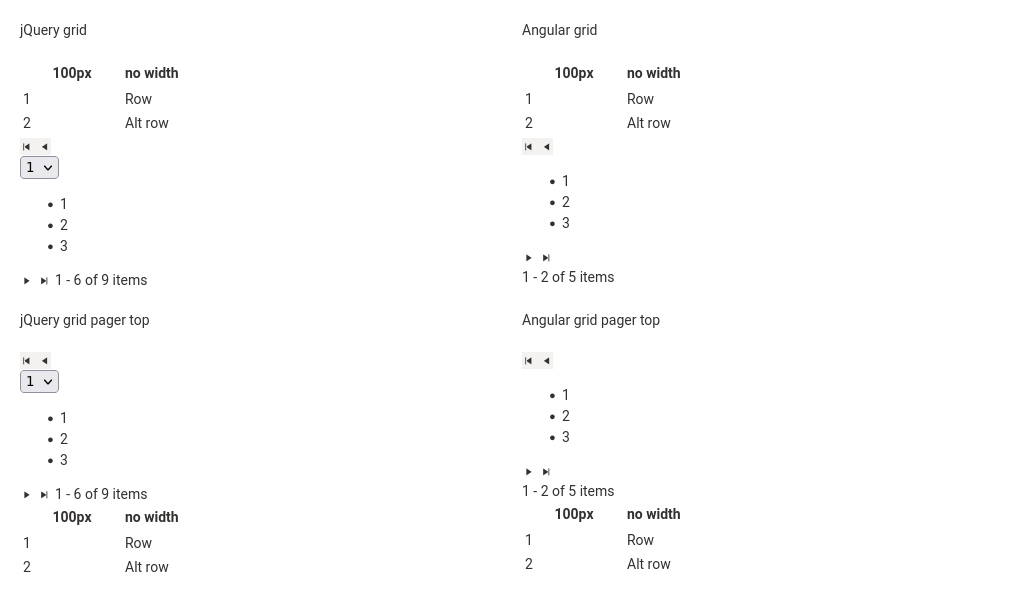 jQuery grid
100px no width
1 Row
2 Alt row
1
1
2
3
1 - 6 of 9 items
Angular grid
100px no width
1 Row
2 Alt row
1
2
3
1 - 2 of 5 items
jQuery grid pager top
1
1
2
3
1 - 6 of 9 items
100px no width
1 Row
2 Alt row
Angular grid pager top
1
2
3
1 - 2 of 5 items
100px no width
1 Row
2 Alt row